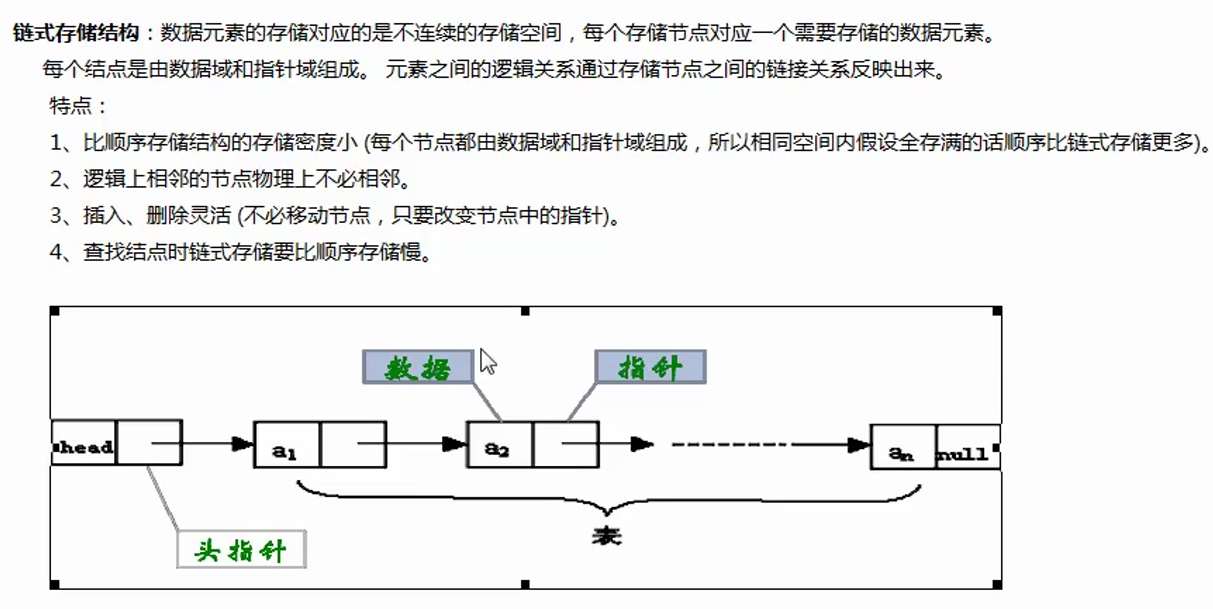 链式存储结构：数据元素的存储对应的是不连续的存储空间，每个存储节点对应一个需要存储的数据元素。
每个结点是由数据域和指针域组成。 元素之间的逻辑关系通过存储节点之间的链接关系反映出来。
特点：
1、比顺序存储结构的存储密度小 (每个节点都由数据域和指针域组成，所以相同空间内假设全存满的话顺序比链式存储更多)。
2、逻辑上相邻的节点物理上不必相邻。
3、插入、删除灵活 (不必移动节点，只要改变节点中的指针)。
4、查找结点时链式存储要比顺序存储慢。
数据 指针
head a1 a2 an null
表
头指针